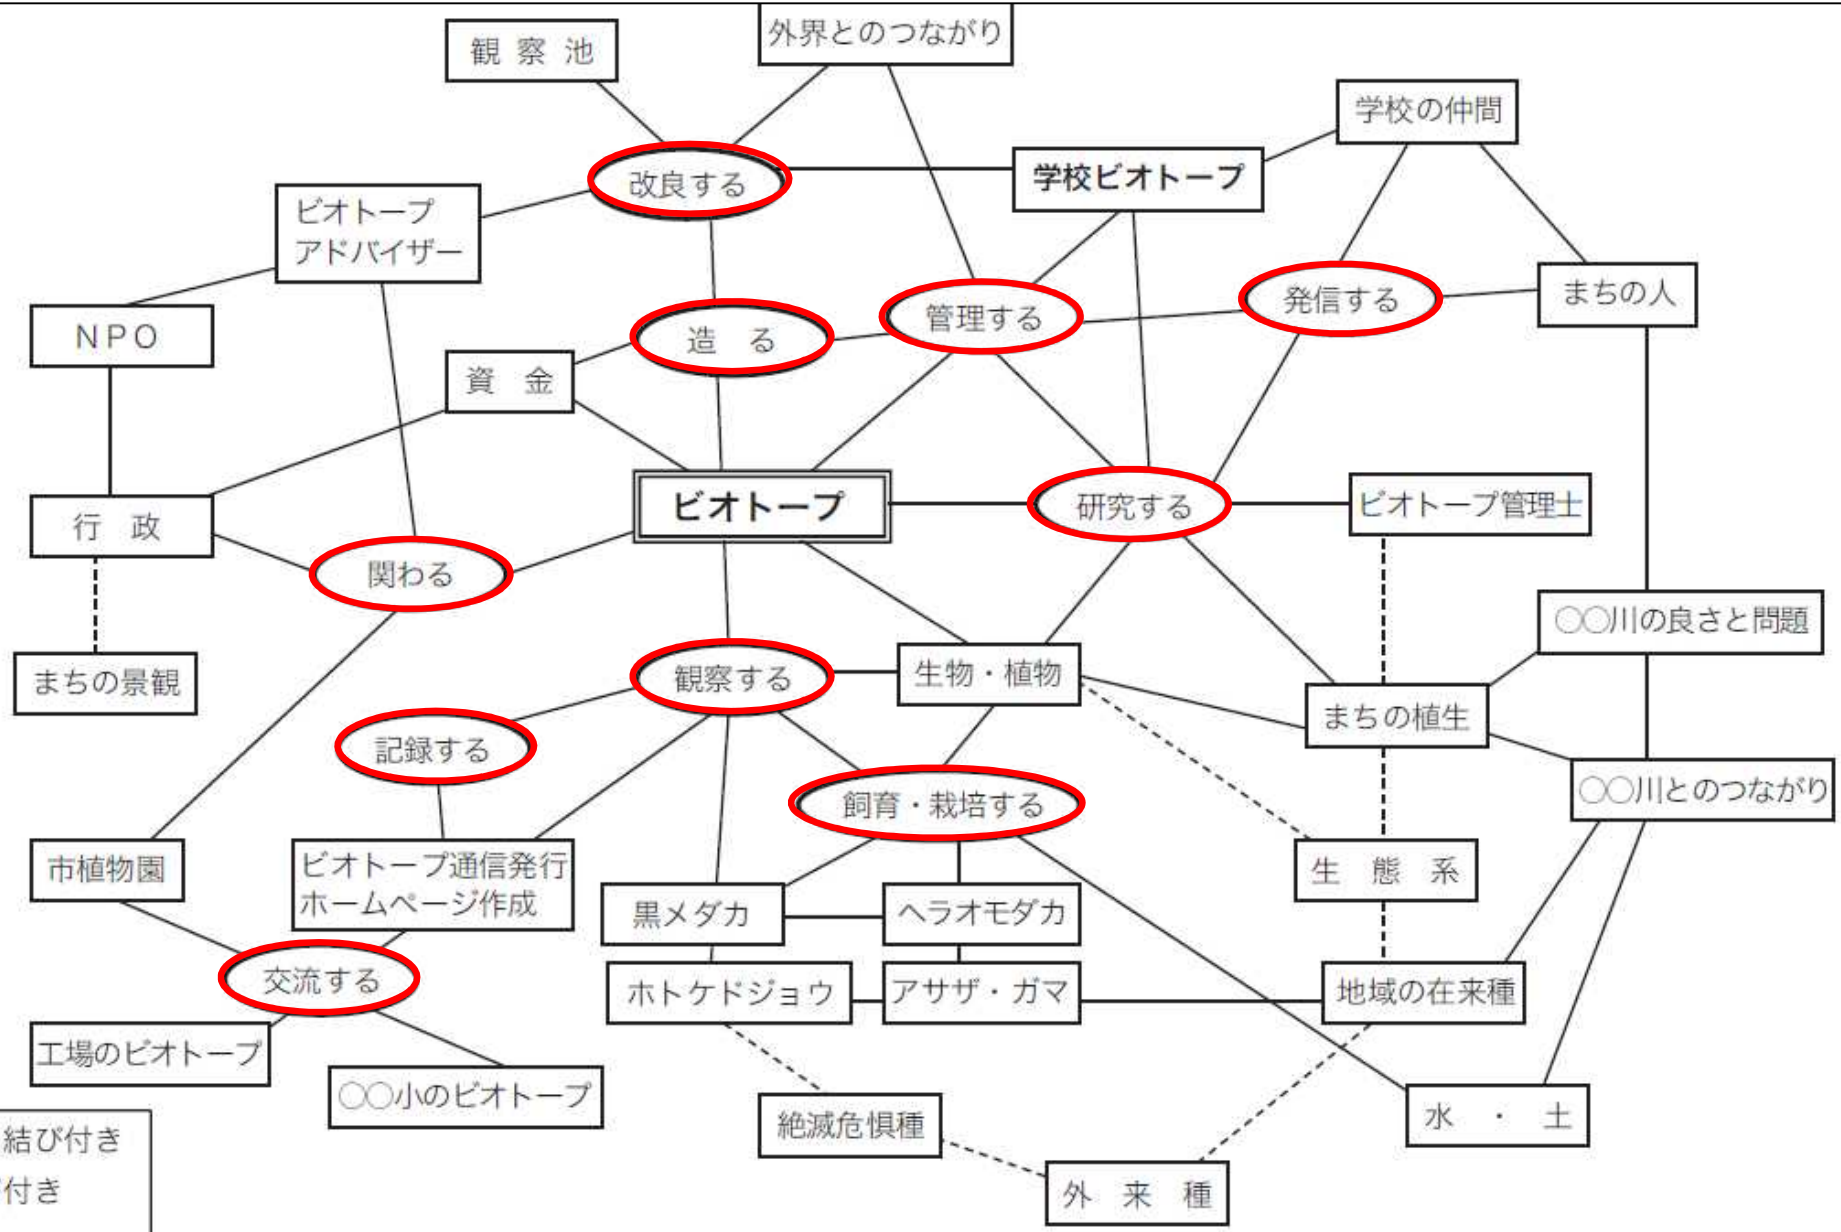 外界とのつながり
観 察 池
学校の仲間
改良する
学校ビオトープ
ビオトープ
アドバイザー
発信する
まちの人
管理する
NPO
造 る
資 金
ビオトープ
研究する
ビオトープ管理士
行 政
関わる
○○川の良さと問題
観察する
生物・植物
まちの景観
まちの植生
記録する
飼育・栽培する
○○川とのつながり
市植物園
ビオトープ通信発行
ホームページ作成
生 態 系
黒メダカ
ヘラオモダカ
交流する
ホトケドジョウ
アサザ・ガマ
地域の在来種
工場のビオトープ
○○小のビオトープ
絶滅危惧種
水 ・ 土
結び付き
付き
外 来 種